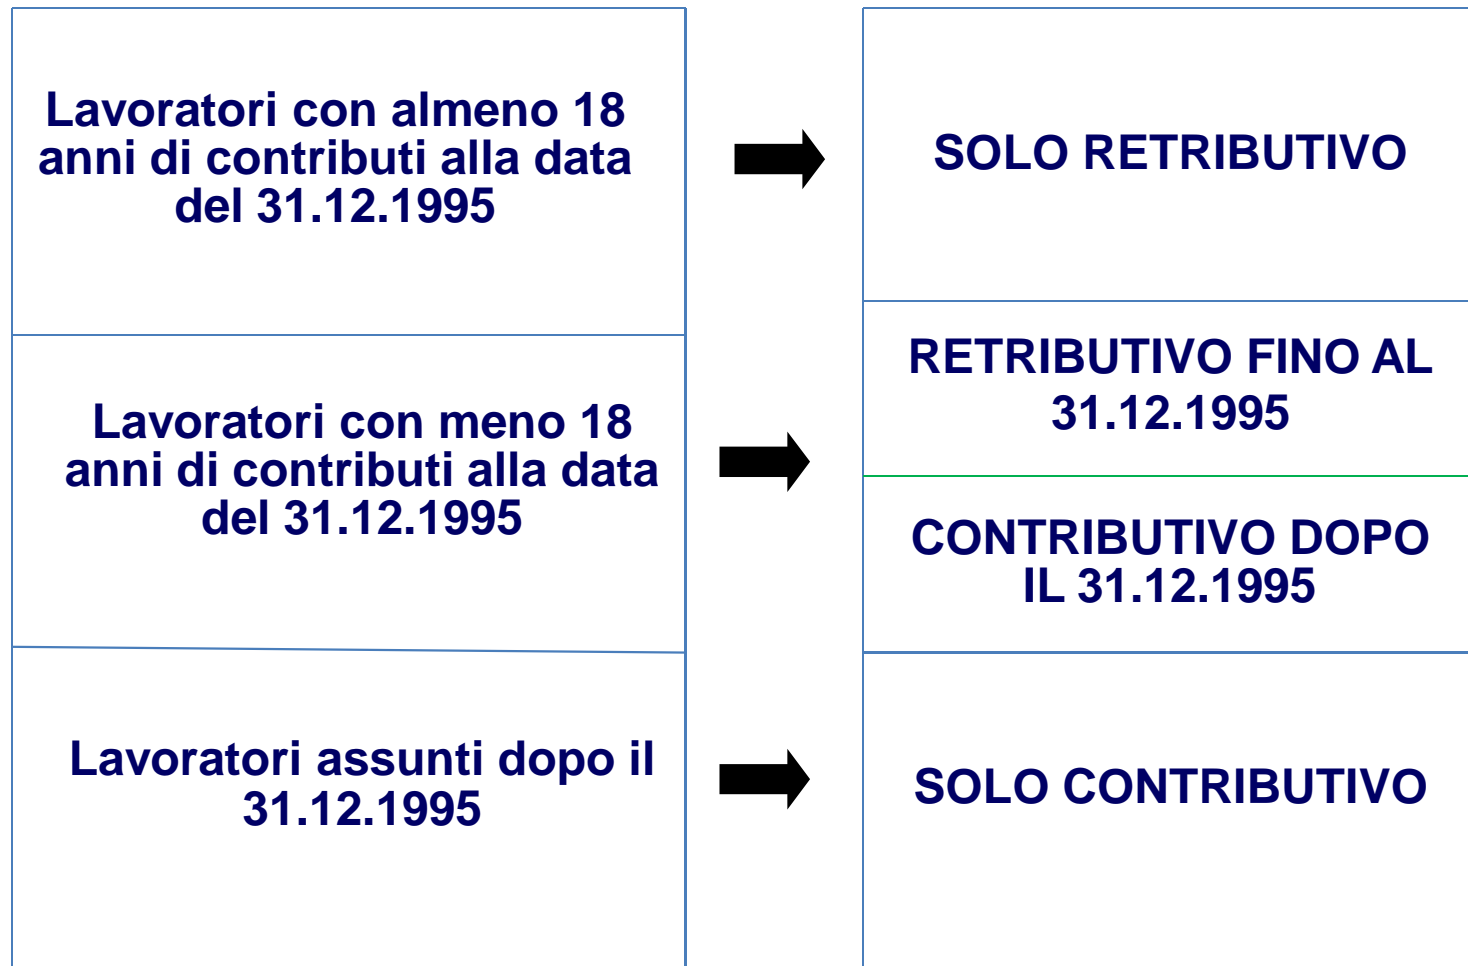 Lavoratori con almeno 18
anni di contributi alla data
del 31.12.1995
SOLO RETRIBUTIVO
Lavoratori con meno 18
anni di contributi alla data
del 31.12.1995
RETRIBUTIVO FINO AL
31.12.1995
CONTRIBUTIVO DOPO
IL 31.12.1995
Lavoratori assunti dopo il
31.12.1995
SOLO CONTRIBUTIVO